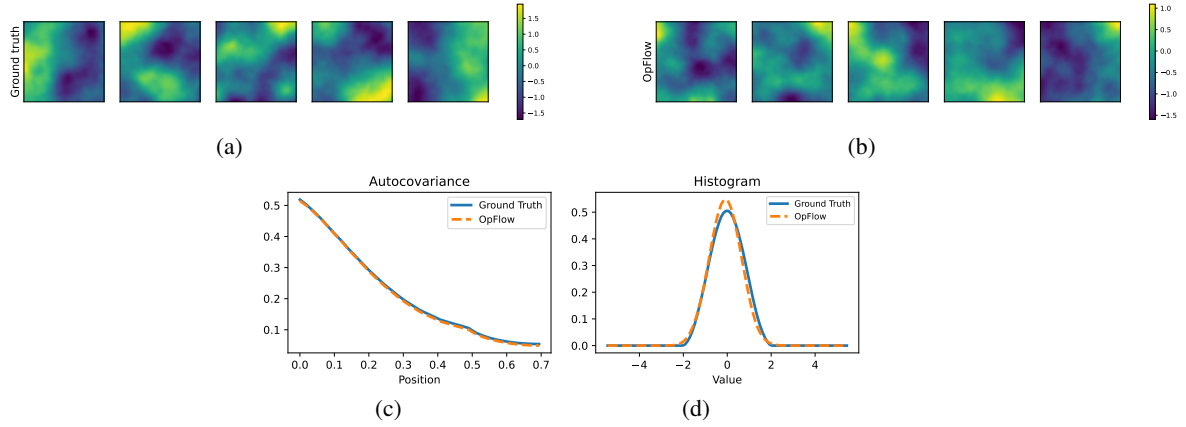 Ground truth
1.5
1.0
0.5
0.0
−0.5
−1.0
−1.5
(a)
OpFlow
1.0
0.5
0.0
−0.5
−1.0
−1.5
(b)
Autocovariance
Ground Truth
OpFlow
0.5
0.4
0.3
0.2
0.1
0.0 0.1 0.2 0.3 0.4 0.5 0.6 0.7
Position
(c)
Histogram
Ground Truth
OpFlow
0.5
0.4
0.3
0.2
0.1
0.0
−4 −2 0 2 4
Value
(d)